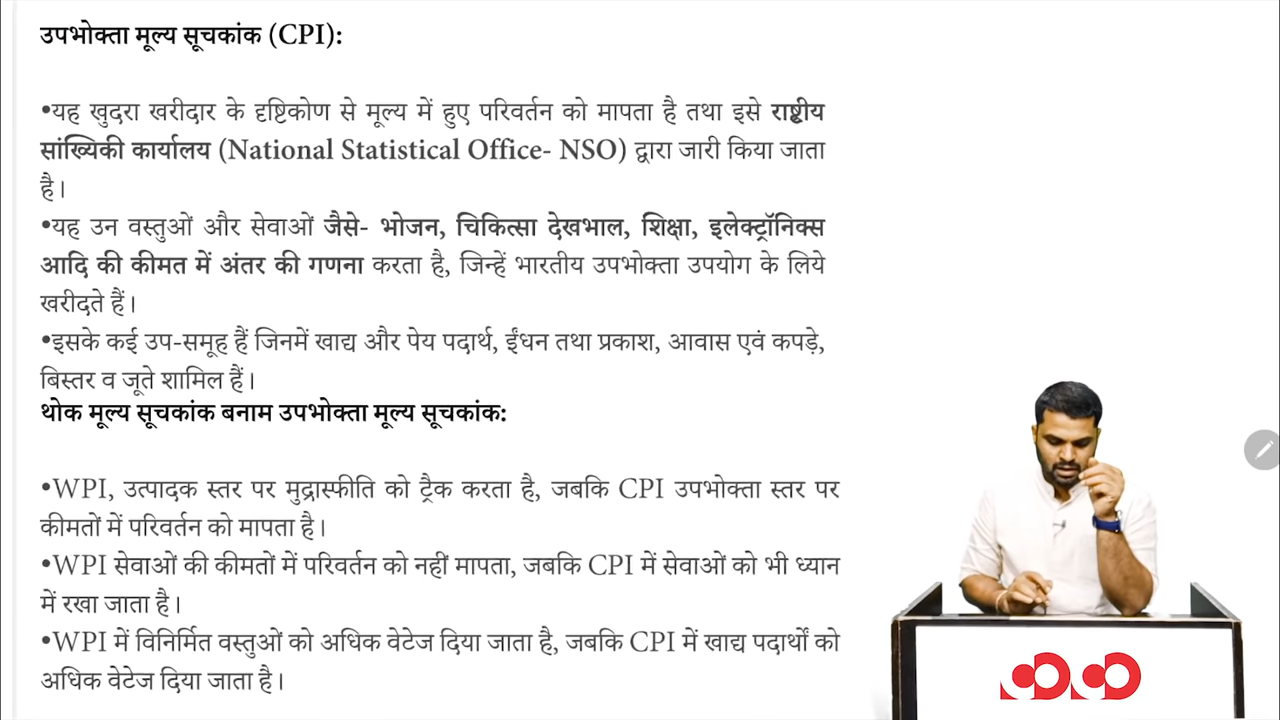 उपभोक्ता मूल्य सूचकांक (CPI):
•यह खुदरा खरीदार के दृष्टिकोण से मूल्य में हुए परिवर्तन को मापता है तथा इसे राष्ट्रीय
सांख्यिकी कार्यालय (National Statistical Office- NSO) द्वारा जारी किया जाता
है।
•यह उन वस्तुओं और सेवाओं जैसे- भोजन, चिकित्सा देखभाल, शिक्षा, इलेक्ट्रॉनिक्स
आदि की कीमत में अंतर की गणना करता है, जिन्हें भारतीय उपभोक्ता उपयोग के लिये
खरीदते हैं।
•इसके कई उप-समूह हैं जिनमें खाद्य और पेय पदार्थ, ईंधन तथा प्रकाश, आवास एवं कपड़े,
बिस्तर व जूते शामिल हैं।
थोक मूल्य सूचकांक बनाम उपभोक्ता मूल्य सूचकांक:
•WPI, उत्पादक स्तर पर मुद्रास्फीति को ट्रैक करता है, जबकि CPI उपभोक्ता स्तर पर
कीमतों में परिवर्तन को मापता है।
•WPI सेवाओं की कीमतों में परिवर्तन को नहीं मापता, जबकि CPI में सेवाओं को भी ध्यान
में रखा जाता है।
•WPI में विनिर्मित वस्तुओं को अधिक वेटेज दिया जाता है, जबकि CPI में खाद्य पदार्थों को
अधिक वेटेज दिया जाता है।